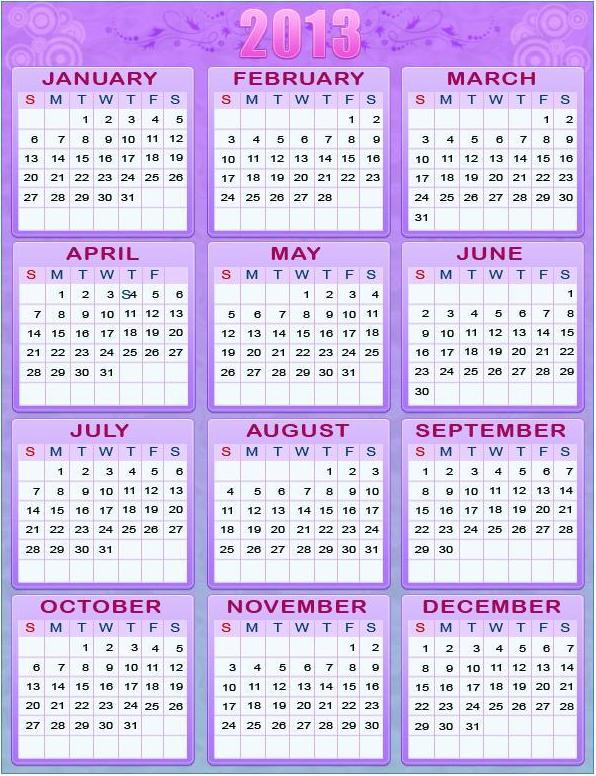 2013
JANUARY
S M T W T F S
1 2 3 4 5
6 7 8 9 10 11 12
13 14 15 16 17 18 19
20 21 22 23 24 25 26
27 28 29 30 31
FEBRUARY
S M T W T F S
1 2
3 4 5 6 7 8 9
10 11 12 13 14 15 16
17 18 19 20 21 22 23
24 25 26 27 28
MARCH
S M T W T F S
1 2
3 4 5 6 7 8 9
10 11 12 13 14 15 16
17 18 19 20 21 22 23
24 25 26 27 28 29 30
31
APRIL
S M T W T F
1 2 3 S4 5 6
7 8 9 10 11 12 13
14 15 16 17 18 19 20
21 22 23 24 25 26 27
28 29 30 31
MAY
S M T W T F S
1 2 3 4
5 6 7 8 9 10 11
12 13 14 15 16 17 18
19 20 21 22 23 24 25
26 27 28 29 30 31
JUNE
S M T W T F S
1
2 3 4 5 6 7 8
9 10 11 12 13 14 15
16 17 18 19 20 21 22
23 24 25 26 27 28 29
30
JULY
S M T W T F S
1 2 3 4 5 6
7 8 9 10 11 12 13
14 15 16 17 18 19 20
21 22 23 24 25 26 27
28 29 30 31
AUGUST
S M T W T F S
1 2 3
4 5 6 7 8 9 10
11 12 13 14 15 16 17
18 19 20 21 22 23 24
25 26 27 28 29 30 31
SEPTEMBER
S M T W T F S
1 2 3 4 5 6 7
8 9 10 11 12 13 14
15 16 17 18 19 20 21
22 23 24 25 26 27 28
29 30
OCTOBER
S M T W T F S
1 2 3 4 5
6 7 8 9 10 11 12
13 14 15 16 17 18 19
20 21 22 23 24 25 26
27 28 29 30 31
NOVEMBER
S M T W T F S
1 2
3 4 5 6 7 8 9
10 11 12 13 14 15 16
17 18 19 20 21 22 23
24 25 26 27 28 29 30
DECEMBER
S M T W T F S
1 2 3 4 5 6 7
8 9 10 11 12 13 14
15 16 17 18 19 20 21
22 23 24 25 26 27 28
29 30 31